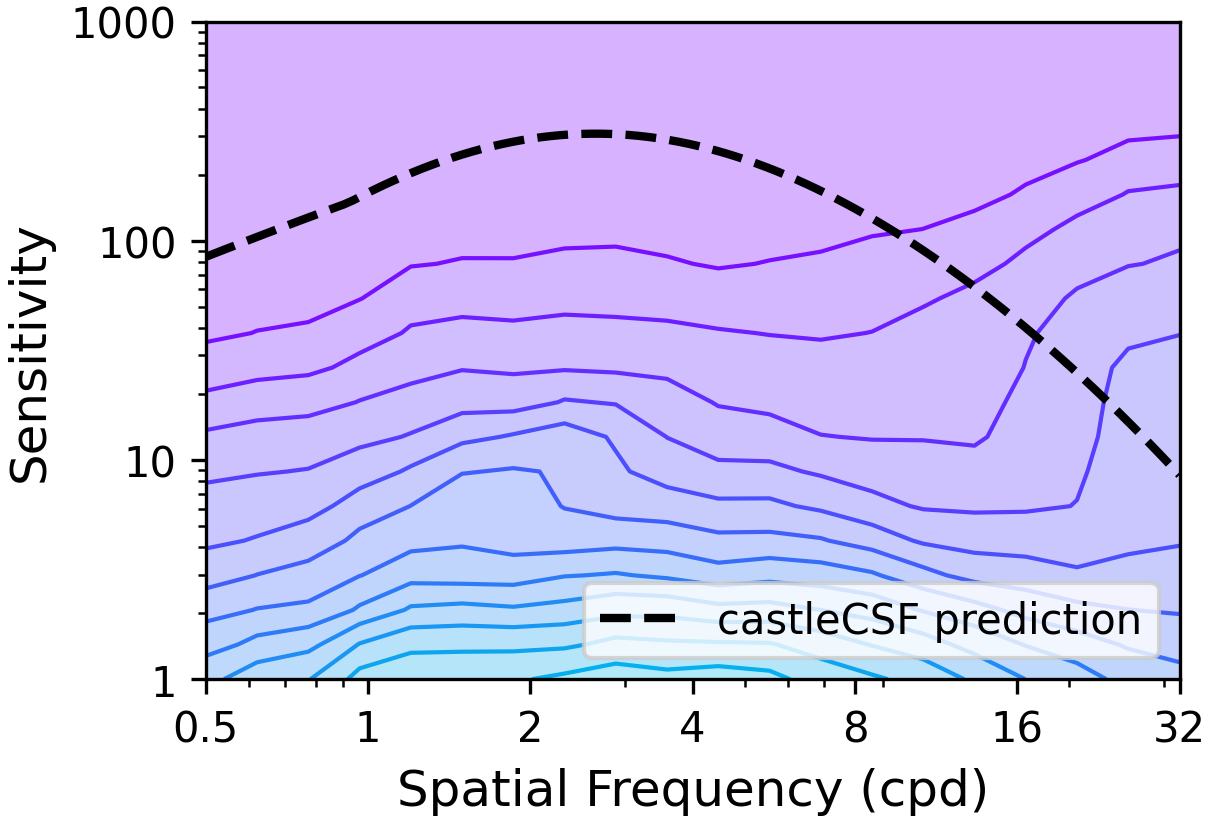 1000
100
10
1
Sensitivity
castleCSF prediction
0.5 1 2 4 8 16 32
Spatial Frequency (cpd)